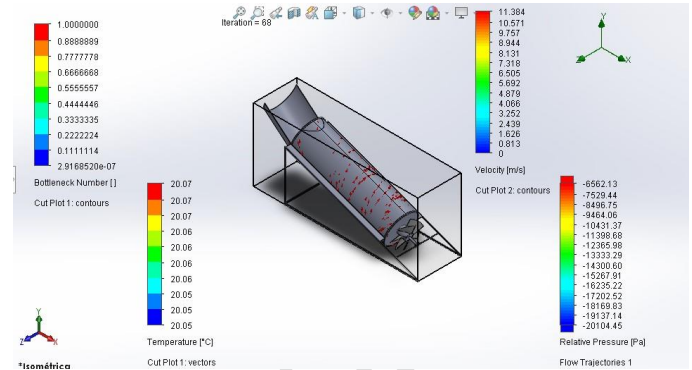 Iteration = 68
1.0000000
0.8888889
0.7777778
0.6666668
0.5555557
0.4444446
0.3333335
0.2222224
0.1111114
2.9168520e-07
Bottleneck Number [ ]
Cut Plot 1: contours
20.07
20.07
20.07
20.06
20.06
20.06
20.06
20.05
20.05
20.05
Temperature [°C]
Cut Plot 1: vectors
11.384
10.571
9.757
8.944
8.131
7.318
6.505
5.692
4.879
4.066
3.252
2.439
1.626
0.813
0
Velocity [m/s]
Cut Plot 2: contours
-6562.13
-7529.44
-8496.75
-9464.06
-10431.37
-11398.68
-12365.98
-13333.29
-14300.60
-15267.91
-16235.22
-17202.52
-18169.83
-19137.14
-20104.45
Relative Pressure [Pa]
Flow Trajectories 1
Y
Z
X
Y
Z
X
*Isométrica